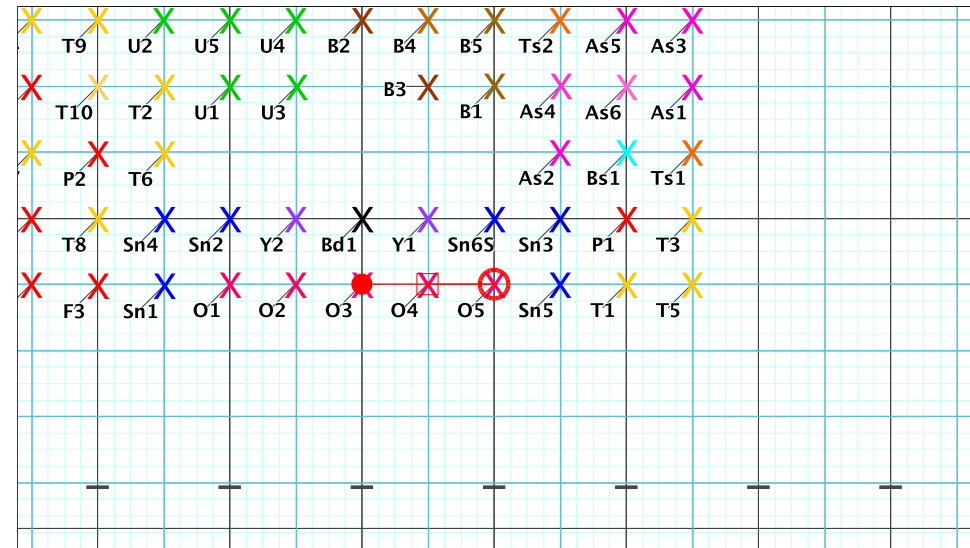 T9 U2 U5 U4 B2 B4 B5 Ts2 As5 As3
T10 T2 U1 U3 B3 B1 As4 As6 As1
P2 T6 As2 Bs1 Ts1
T8 Sn4 Sn2 Y2 Bd1 Y1 Sn6S Sn3 P1 T3
F3 Sn1 O1 O2 O3 O4 O5 Sn5 T1 T5